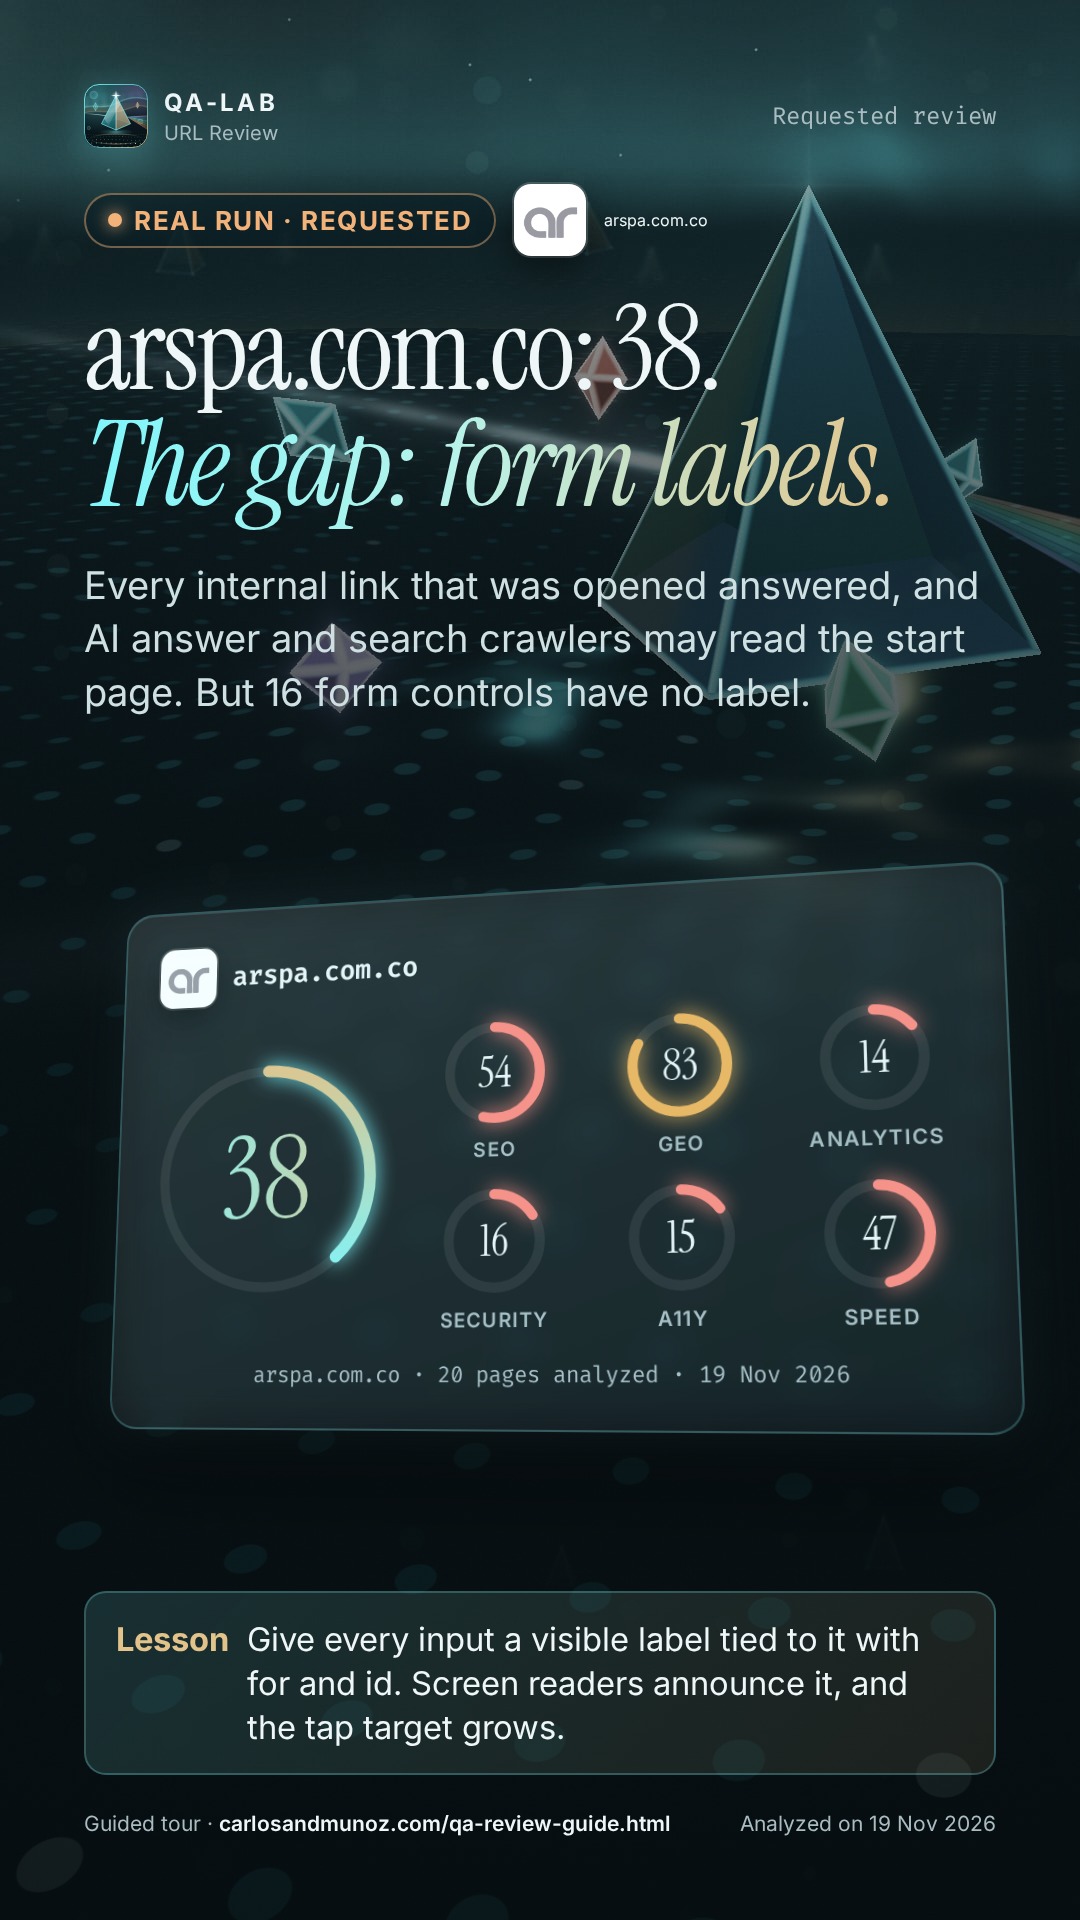 QA-LAB
URL Review
Requested review
REAL RUN · REQUESTED
ar
arspa.com.co
arspa.com.co: 38.
The gap: form labels.
Every internal link that was opened answered, and
AI answer and search crawlers may read the start
page. But 16 form controls have no label.
ar
arspa.com.co
38
54
SEO
83
GEO
14
ANALYTICS
16
SECURITY
15
A11Y
47
SPEED
arspa.com.co · 20 pages analyzed · 19 Nov 2026
Lesson
Give every input a visible label tied to it with
for and id. Screen readers announce it, and
the tap target grows.
Guided tour · carlosandmunoz.com/qa-review-guide.html
Analyzed on 19 Nov 2026